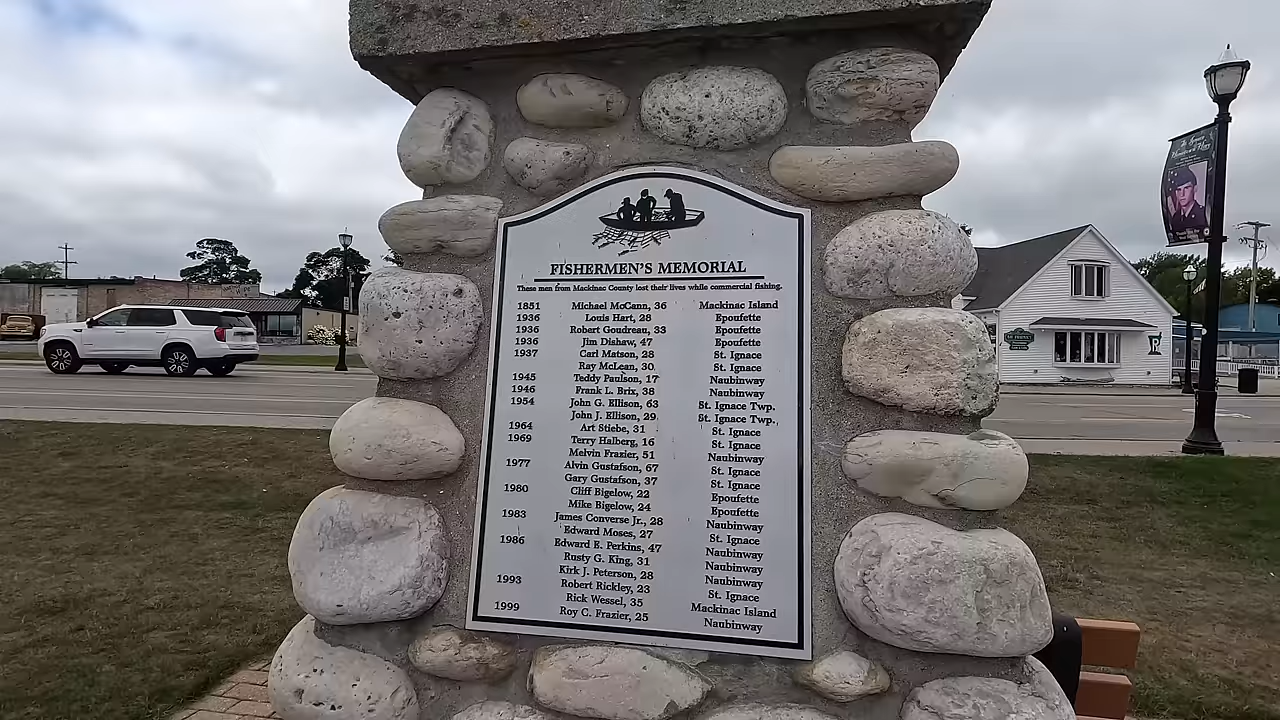 FISHERMEN'S MEMORIAL
These men from Mackinac County lost their lives while commercial fishing.
1851 Michael McCann, 36 Mackinac Island
1936 Louis Hart, 28 Epoufette
1936 Robert Goudreau, 33 Epoufette
1936 Jim Dishaw, 47 Epoufette
1937 Carl Matson, 28 St. Ignace
Ray McLean, 30 St. Ignace
1945 Teddy Paulson, 17 Naubinway
1946 Frank L. Brix, 38 Naubinway
1954 John G. Ellison, 63 St. Ignace Twp.
John J. Ellison, 29 St. Ignace Twp.
1964 Art Stiebe, 31 St. Ignace
1969 Terry Halberg, 16 St. Ignace
Melvin Frazier, 51 Naubinway
1977 Alvin Gustafson, 67 St. Ignace
Gary Gustafson, 37 St. Ignace
1980 Cliff Bigelow, 22 Epoufette
Mike Bigelow, 24 Epoufette
1983 James Converse Jr., 28 Naubinway
Edward Moses, 27 St. Ignace
1986 Edward E. Perkins, 47 Naubinway
Rusty G. King, 31 Naubinway
Kirk J. Peterson, 28 Naubinway
1993 Robert Rickley, 23 St. Ignace
Rick Wessel, 35 Mackinac Island
1999 Roy C. Frazier, 25 Naubinway